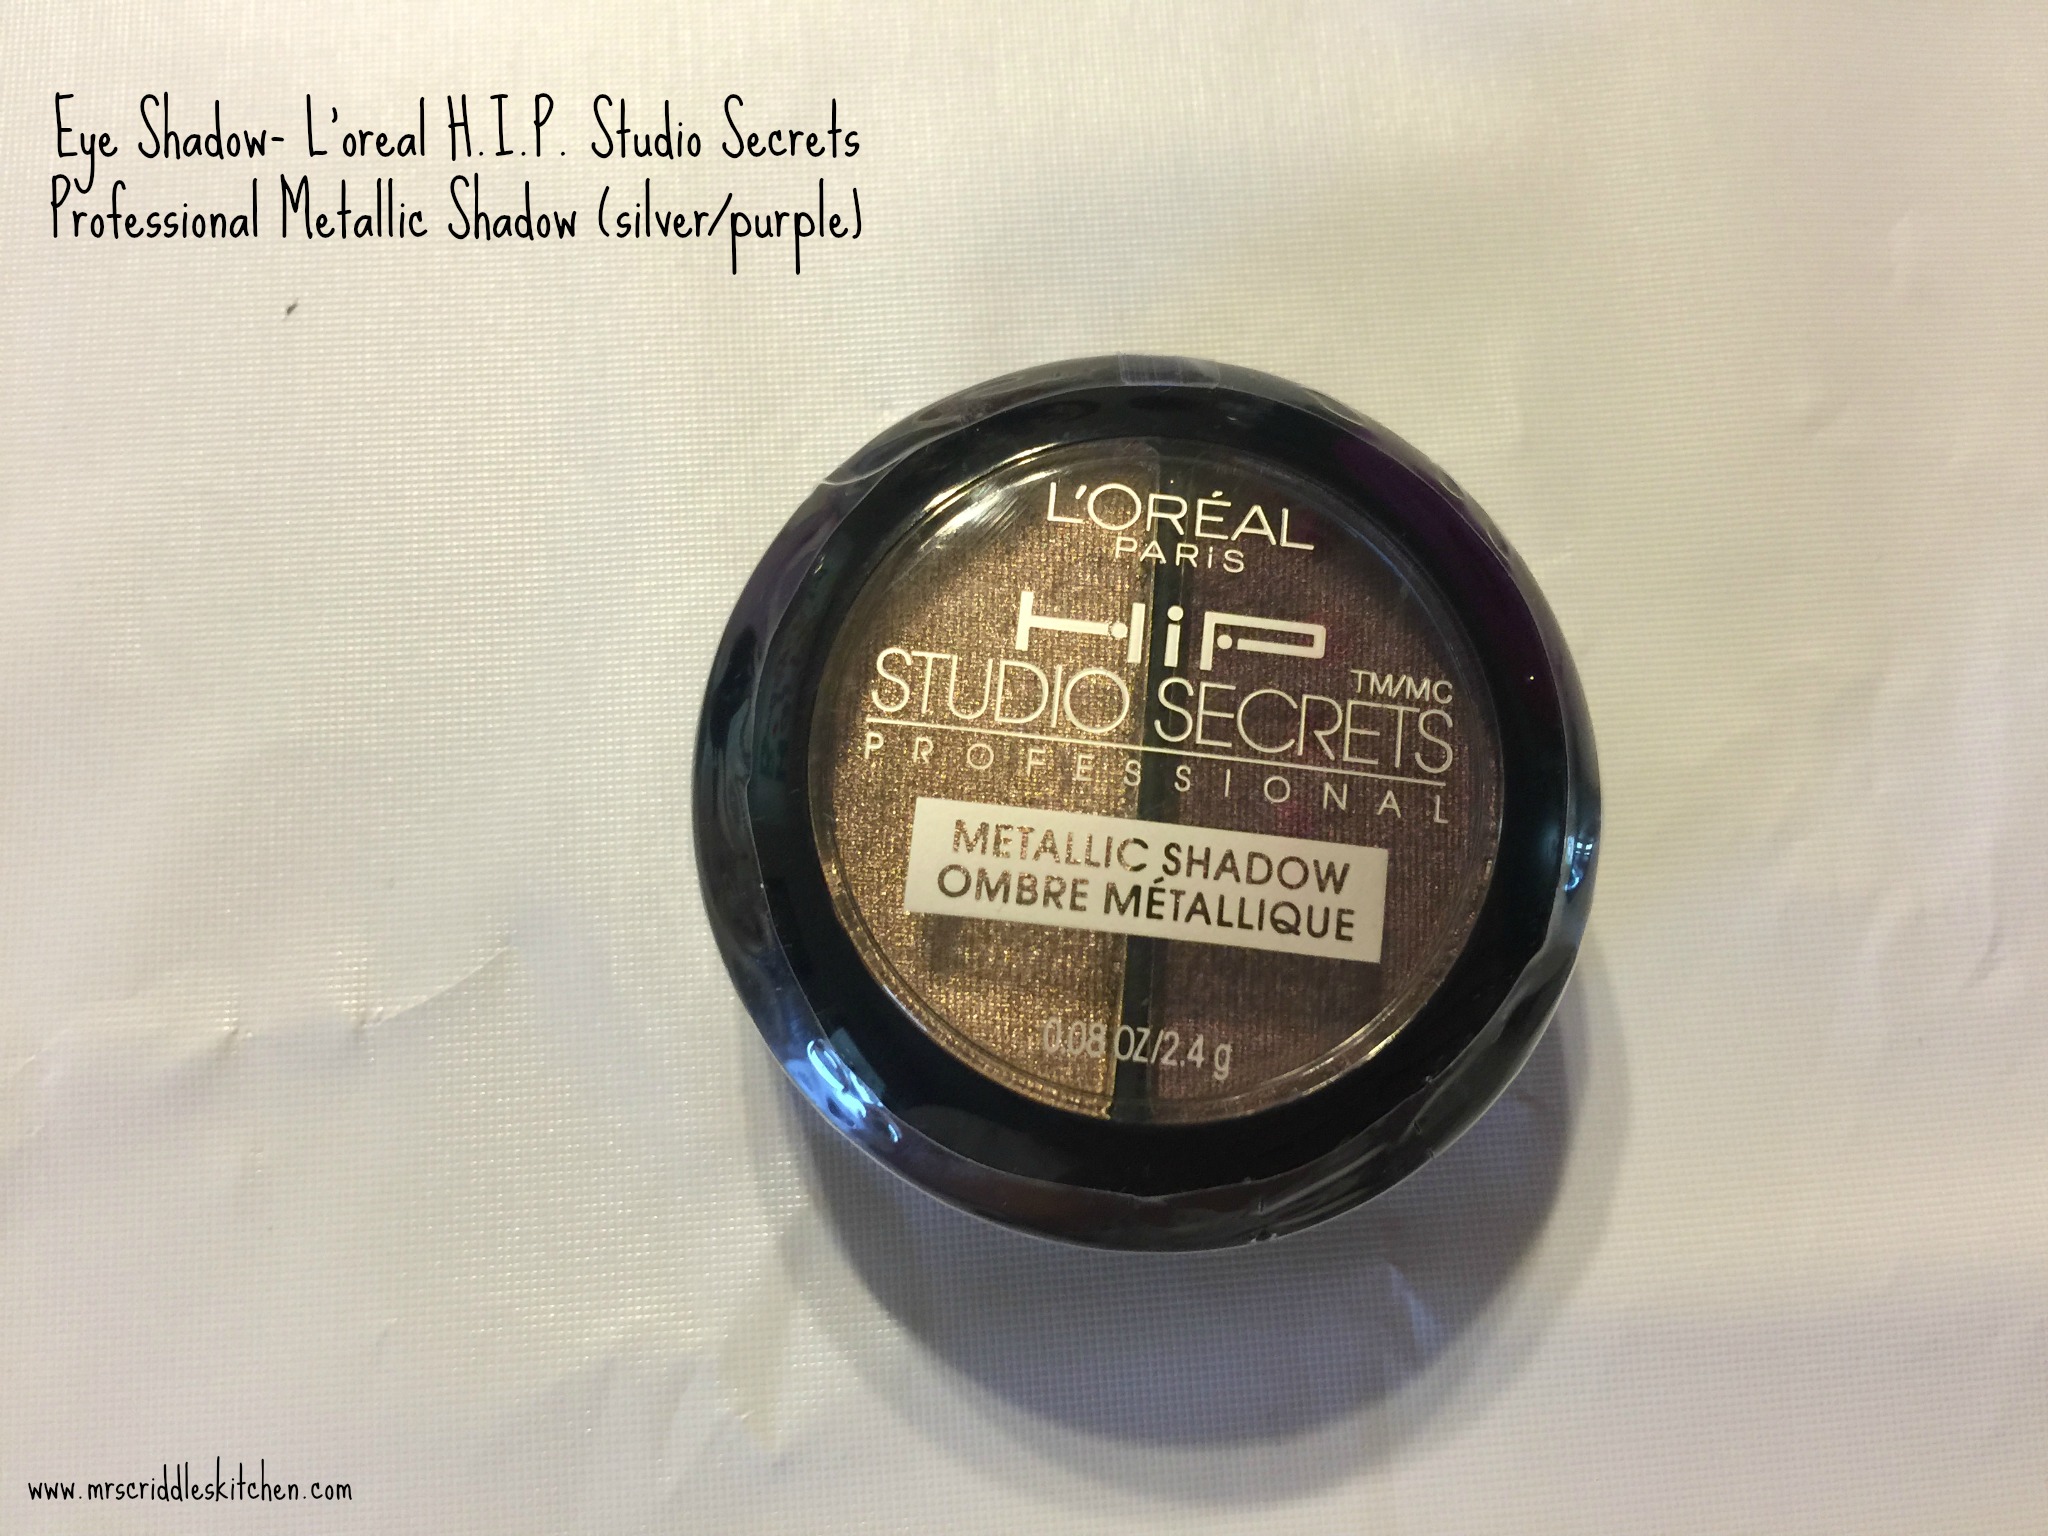 Eye Shadow- L'oreal H.I.P. Studio Secrets
Professional Metallic Shadow (silver/purple)
L'ORÉAL
PARiS
HiP
TM/MC
STUDIO SECRETS
PROFESSIONAL
METALLIC SHADOW
OMBRE MÉTALLIQUE
0.08 OZ/2.4 g
www.mrscriddleskitchen.com